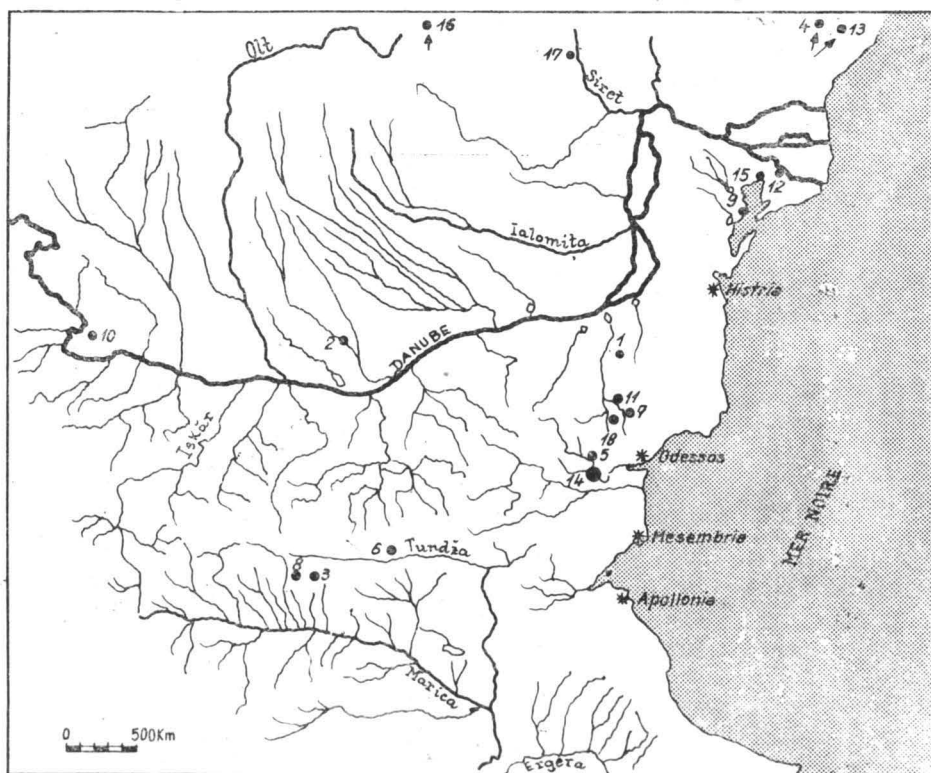 16
4
13
Olt
17
Siret
15
12
9
Ialomita
Histria
10
2
DANUBE
1
11
7
18
5
Odessos
14
Iskăr
MER NOIRE
6
Tundža
Mesembria
8
3
Apollonia
Marica
0 500Km
Ergera